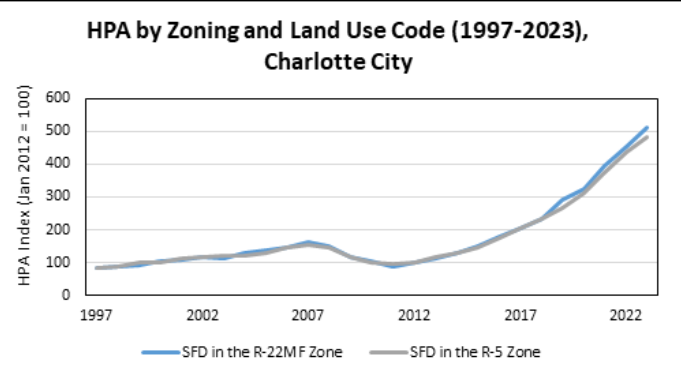 HPA by Zoning and Land Use Code (1997-2023),
Charlotte City
HPA Index (Jan 2012 = 100)
600
500
400
300
200
100
0
1997 2002 2007 2012 2017 2022
SFD in the R-22MF Zone SFD in the R-5 Zone